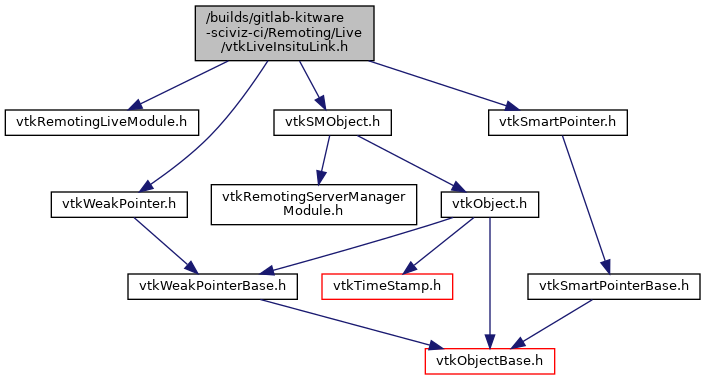 /builds/gitlab-kitware
-sciviz-ci/Remoting/Live
/vtkLiveInsituLink.h
vtkRemotingLiveModule.h
vtkSMObject.h
vtkSmartPointer.h
vtkWeakPointer.h
vtkRemotingServerManager
Module.h
vtkObject.h
vtkWeakPointerBase.h
vtkTimeStamp.h
vtkSmartPointerBase.h
vtkObjectBase.h